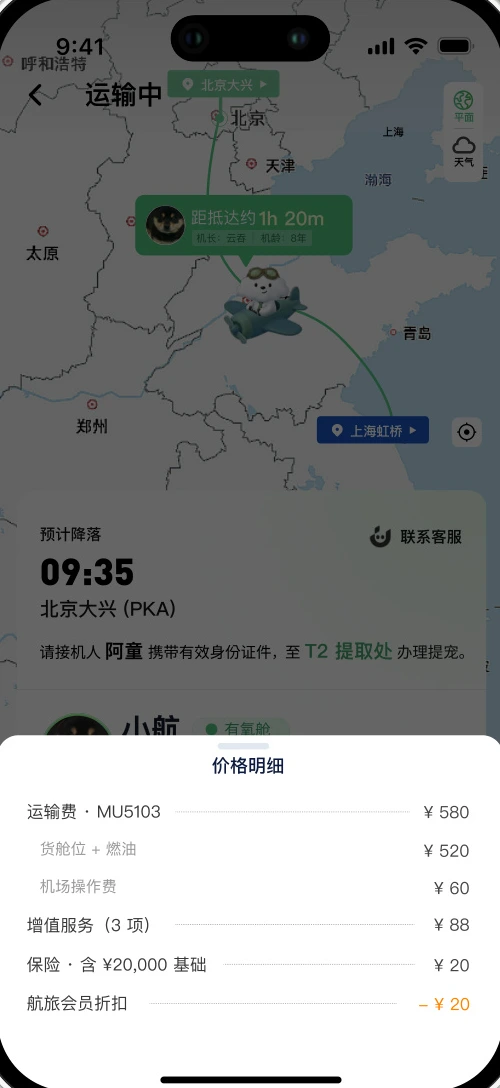 9:41
呼和浩特
运输中
北京大兴
北京
平面
天气
上海
天津
瀚海
距抵达约1h 20m
机长：云吞 机龄：8年
太原
青岛
郑州
上海虹桥
预计降落
联系客服
09:35
北京大兴 (PKA)
请接机人 阿童 携带有效身份证件，至 T2 提取处 办理提宠。
小航
有氧舱
价格明细
运输费 · MU5103 ¥ 580
货舱位 + 燃油 ¥ 520
机场操作费 ¥ 60
增值服务（3 项） ¥ 88
保险 · 含 ¥20,000 基础 ¥ 20
航旅会员折扣 – ¥ 20